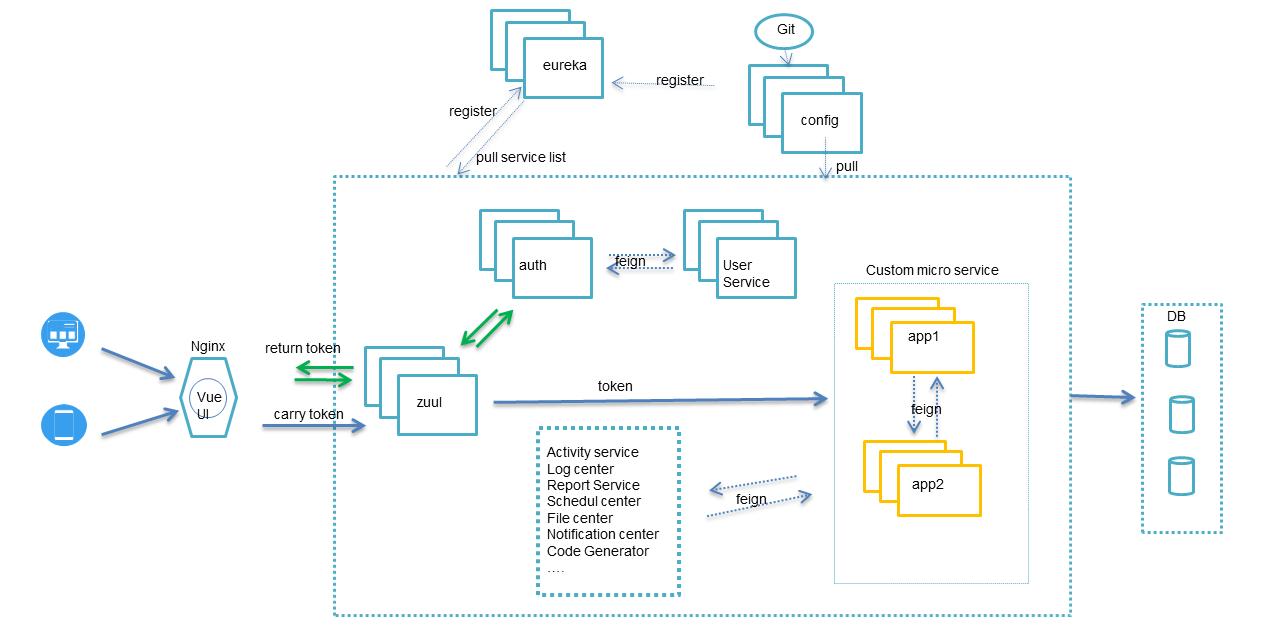 Git
eureka
register
config
register
pull service list
pull
auth
feign
User
Service
Custom micro service
DB
app1
Nginx
return token
Vue
UI
zuul
token
carry token
feign
Activity service
Log center
Report Service
Schedul center
File center
Notification center
Code Generator
....
feign
app2